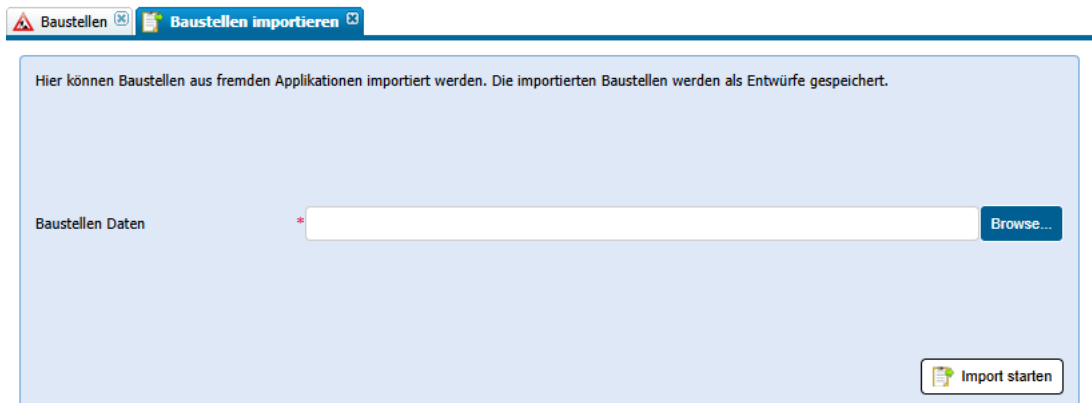 Baustellen Baustellen importieren
Hier können Baustellen aus fremden Applikationen importiert werden. Die importierten Baustellen werden als Entwürfe gespeichert.
Baustellen Daten * Browse...
Import starten